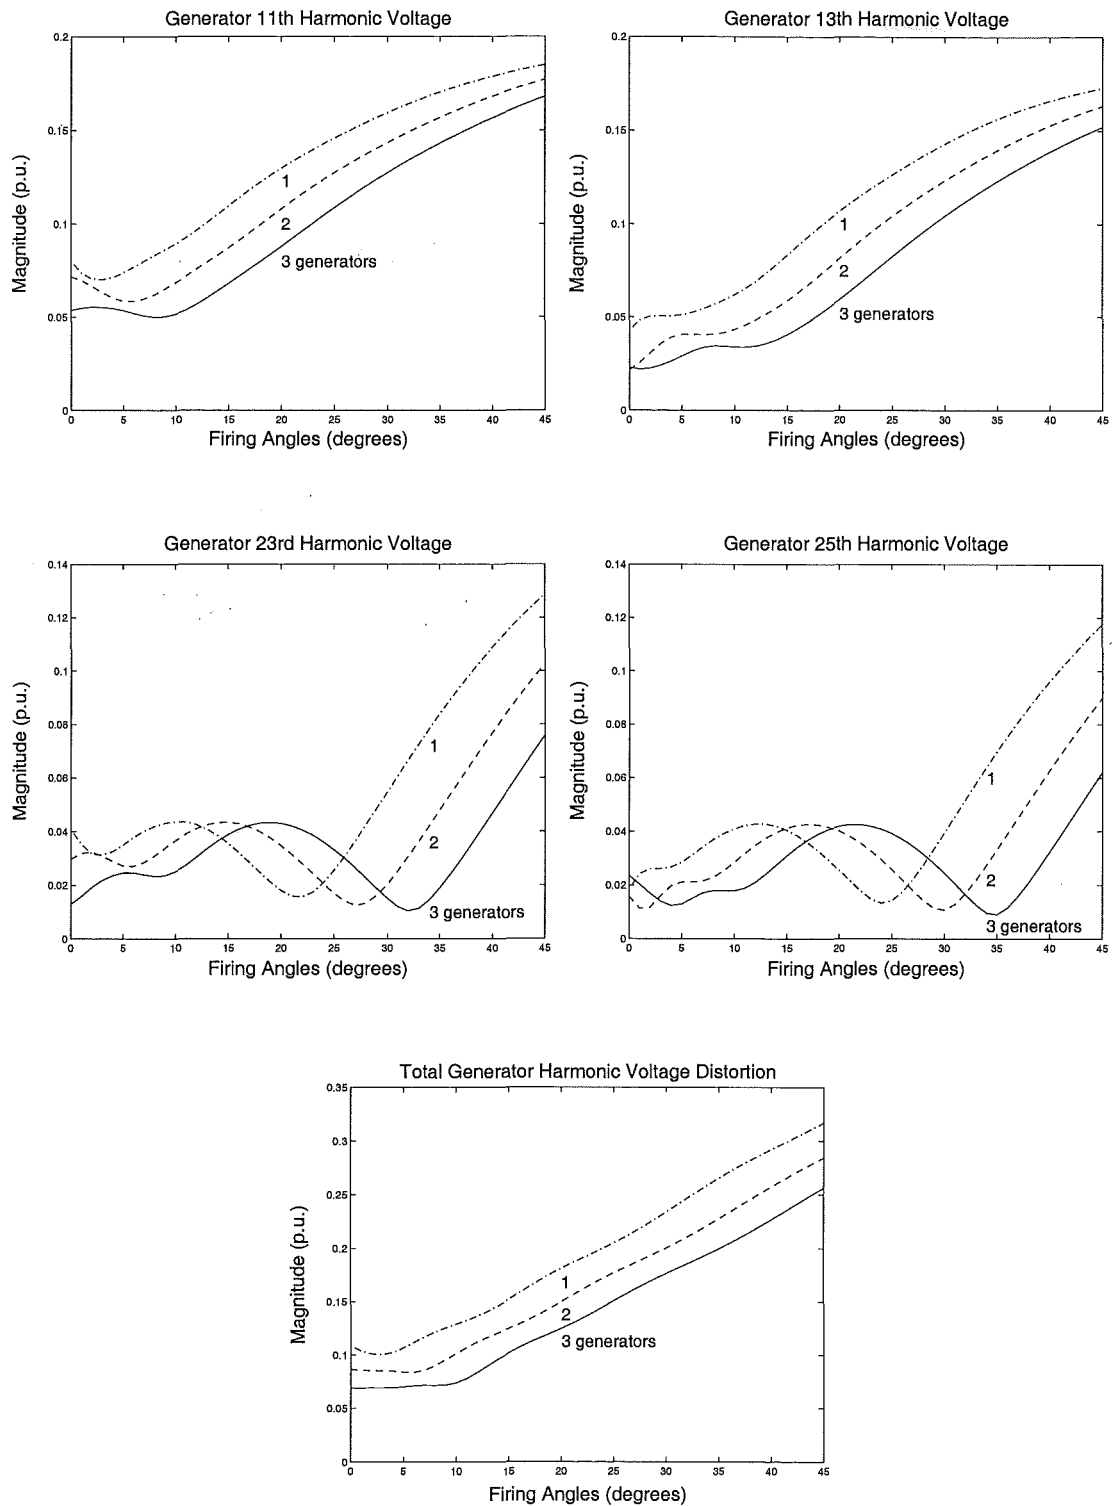 Generator 11th Harmonic Voltage
0.2
0.15
0.1
0.05
0
Magnitude (p.u.)
1
2
3 generators
0 5 10 15 20 25 30 35 40 45
Firing Angles (degrees)
Generator 13th Harmonic Voltage
0.2
0.15
0.1
0.05
0
Magnitude (p.u.)
1
2
3 generators
0 5 10 15 20 25 30 35 40 45
Firing Angles (degrees)
Generator 23rd Harmonic Voltage
0.14
0.12
0.1
0.08
0.06
0.04
0.02
0
Magnitude (p.u.)
1
2
3 generators
0 5 10 15 20 25 30 35 40 45
Firing Angles (degrees)
Generator 25th Harmonic Voltage
0.14
0.12
0.1
0.08
0.06
0.04
0.02
0
Magnitude (p.u.)
1
2
3 generators
0 5 10 15 20 25 30 35 40 45
Firing Angles (degrees)
Total Generator Harmonic Voltage Distortion
0.35
0.3
0.25
0.2
0.15
0.1
0.05
0
Magnitude (p.u.)
1
2
3 generators
0 5 10 15 20 25 30 35 40 45
Firing Angles (degrees)